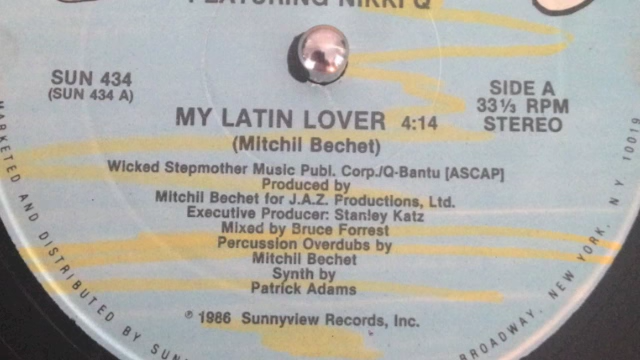 FEATURING NIKKI Q
SUN 434
(SUN 434 A)
SIDE A
33⅓ RPM
STEREO
MY LATIN LOVER 4:14
(Mitchil Bechet)
Wicked Stepmother Music Publ. Corp./Q-Bantu [ASCAP]
Produced by
Mitchil Bechet for J.A.Z. Productions, Ltd.
Executive Producer: Stanley Katz
Mixed by Bruce Forrest
Percussion Overdubs by
Mitchil Bechet
Synth by
Patrick Adams
℗ 1986 Sunnyview Records, Inc.
MARKETED AND DISTRIBUTED BY SUN
BROADWAY, NEW YORK, N.Y. 10019